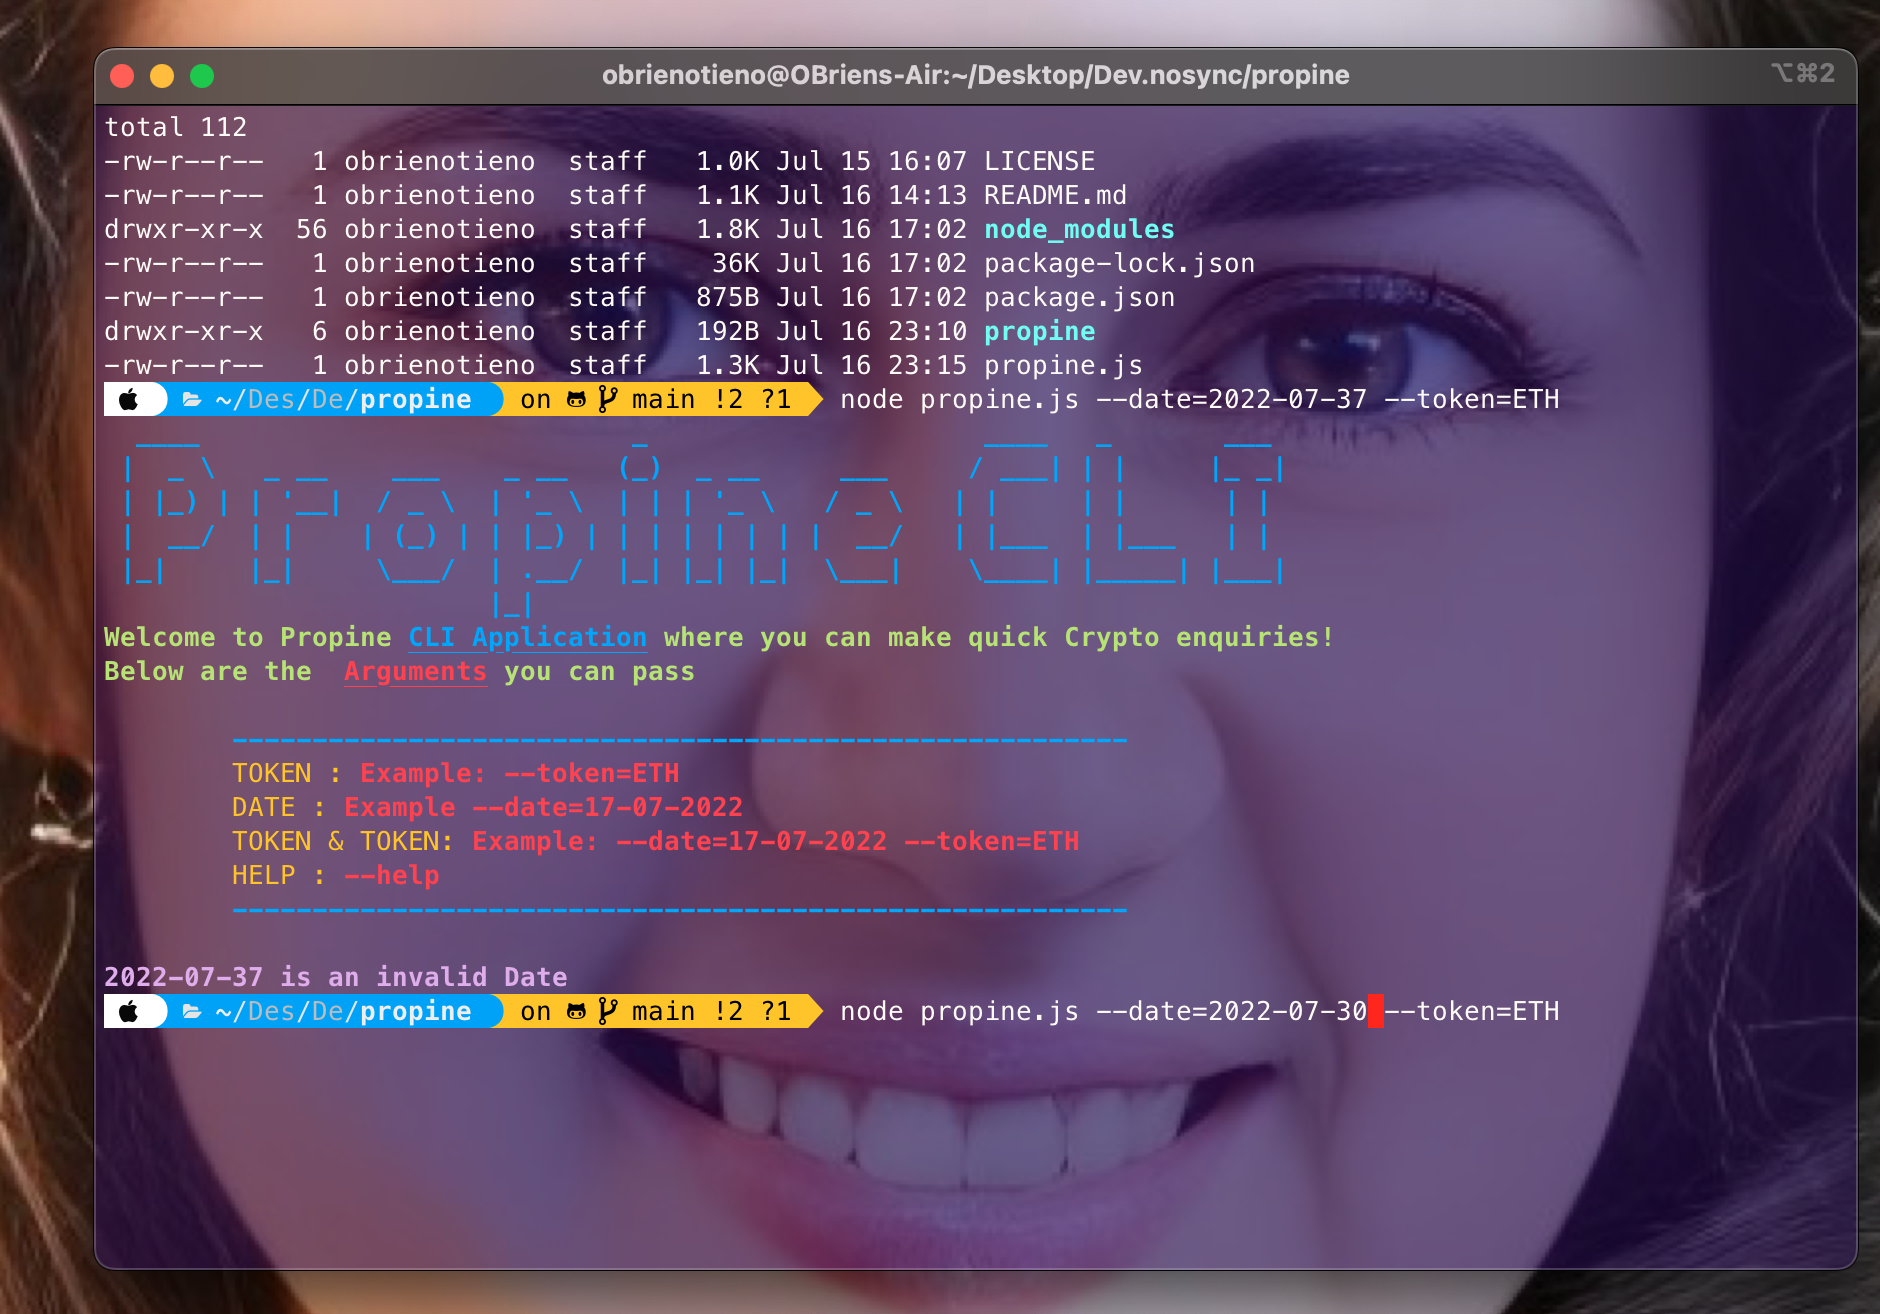 obrienotieno@OBriens-Air:~/Desktop/Dev.nosync/propine ⌥⌘2
total 112
-rw-r--r--   1 obrienotieno  staff   1.0K Jul 15 16:07 LICENSE
-rw-r--r--   1 obrienotieno  staff   1.1K Jul 16 14:13 README.md
drwxr-xr-x  56 obrienotieno  staff   1.8K Jul 16 17:02 node_modules
-rw-r--r--   1 obrienotieno  staff    36K Jul 16 17:02 package-lock.json
-rw-r--r--   1 obrienotieno  staff   875B Jul 16 17:02 package.json
drwxr-xr-x   6 obrienotieno  staff   192B Jul 16 23:10 propine
-rw-r--r--   1 obrienotieno  staff   1.3K Jul 16 23:15 propine.js
~/Des/De/propine on main !2 ?1 node propine.js --date=2022-07-37 --token=ETH
Propine CLI
Welcome to Propine CLI Application where you can make quick Crypto enquiries!
Below are the  Arguments you can pass
--------------------------------------------------------
TOKEN : Example: --token=ETH
DATE : Example --date=17-07-2022
TOKEN & TOKEN: Example: --date=17-07-2022 --token=ETH
HELP : --help
--------------------------------------------------------
2022-07-37 is an invalid Date
~/Des/De/propine on main !2 ?1 node propine.js --date=2022-07-30 --token=ETH